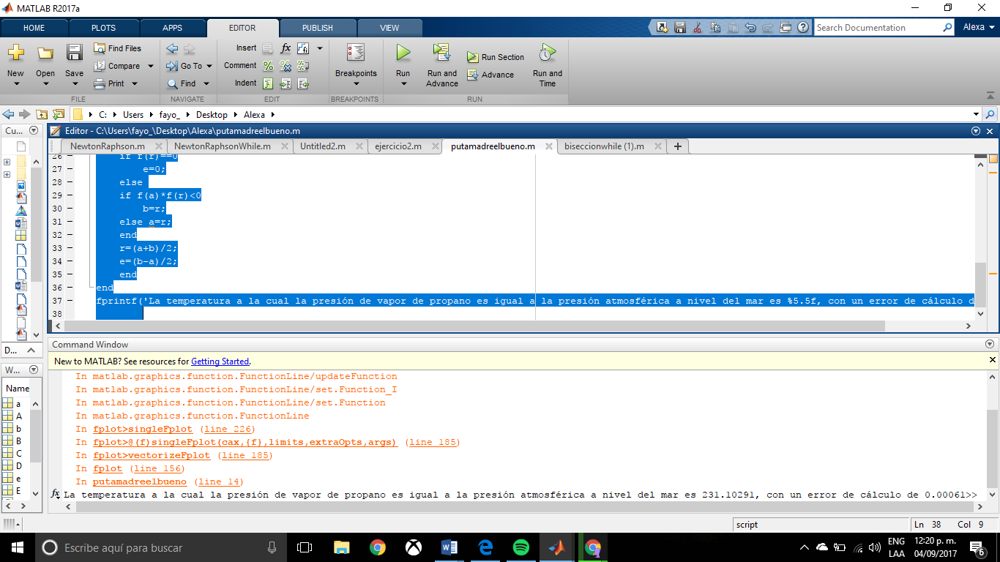 MATLAB R2017a
HOME PLOTS APPS EDITOR PUBLISH VIEW
Search Documentation
Alexa
New Open Save
Find Files
Compare
Print
Go To
Find
Insert fx
Comment
Indent
Breakpoints
Run
Run and Advance
Run Section
Advance
Run and Time
FILE NAVIGATE EDIT BREAKPOINTS RUN
C: Users fayo_ Desktop Alexa
Cu...
Editor - C:\Users\fayo_\Desktop\Alexa\putamadreelbueno.m
NewtonRaphson.m NewtonRaphsonWhile.m Untitled2.m ejercicio2.m putamadreelbueno.m biseccionwhile (1).m +
26 if f(r)==0
27 e=0;
28 else
29 if f(a)*f(r)<0
30 b=r;
31 else a=r;
32 end
33 r=(a+b)/2;
34 e=(b-a)/2;
35 end
36 end
37 fprintf('La temperatura a la cual la presión de vapor de propano es igual a la presión atmosférica a nivel del mar es %5.5f, con un error de cálculo d
38
D...
W...
Name
a
A
b
B
C
D
e
E
Command Window
New to MATLAB? See resources for Getting Started.
In matlab.graphics.function.FunctionLine/updateFunction
In matlab.graphics.function.FunctionLine/set.Function_I
In matlab.graphics.function.FunctionLine/set.Function
In matlab.graphics.function.FunctionLine
In fplot>singleFplot (line 226)
In fplot>@(f)singleFplot(cax,{f},limits,extraOpts,args) (line 185)
In fplot>vectorizeFplot (line 185)
In fplot (line 156)
In putamadreelbueno (line 14)
fx La temperatura a la cual la presión de vapor de propano es igual a la presión atmosférica a nivel del mar es 231.10291, con un error de cálculo de 0.00061>>
script
Ln 38 Col 9
Escribe aquí para buscar
ENG
LAA
12:20 p. m.
04/09/2017
6